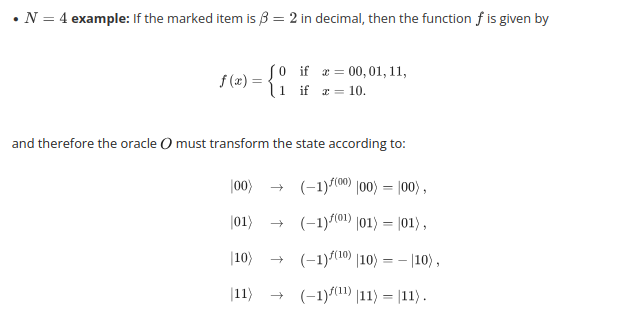 • N = 4 example: If the marked item is β = 2 in decimal, then the function f is given by
f(x) = { 0 if x = 00, 01, 11,
1 if x = 10.
and therefore the oracle O must transform the state according to:
|00⟩ → (−1)^{f(00)} |00⟩ = |00⟩ ,
|01⟩ → (−1)^{f(01)} |01⟩ = |01⟩ ,
|10⟩ → (−1)^{f(10)} |10⟩ = − |10⟩ ,
|11⟩ → (−1)^{f(11)} |11⟩ = |11⟩ .